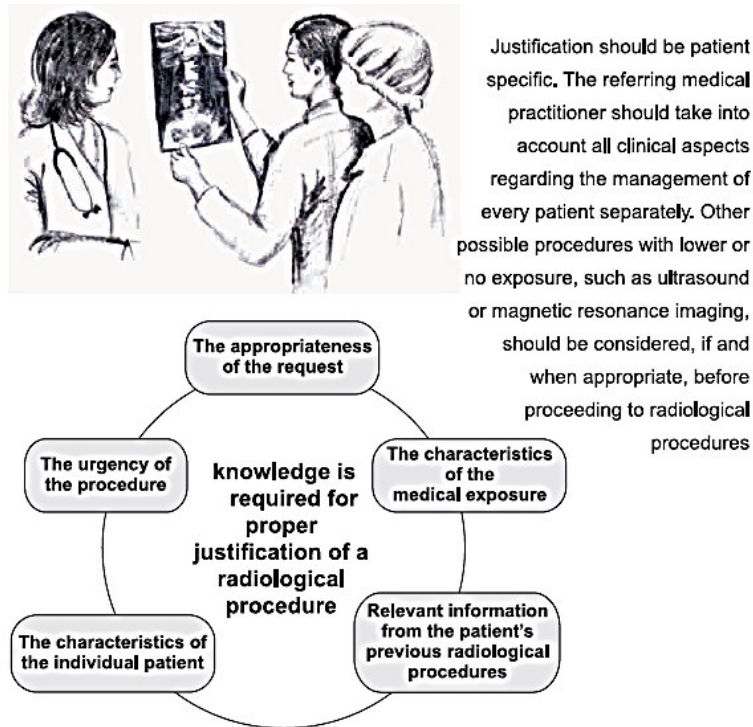 Justification should be patient
specific. The referring medical
practitioner should take into
account all clinical aspects
regarding the management of
every patient separately. Other
possible procedures with lower or
no exposure, such as ultrasound
or magnetic resonance imaging,
should be considered, if and
when appropriate, before
proceeding to radiological
procedures
The appropriateness
of the request
The characteristics
of the
medical exposure
Relevant information
from the patient's
previous radiological
procedures
The characteristics of
the individual patient
The urgency of
the procedure
knowledge is
required for
proper
justification of a
radiological
procedure